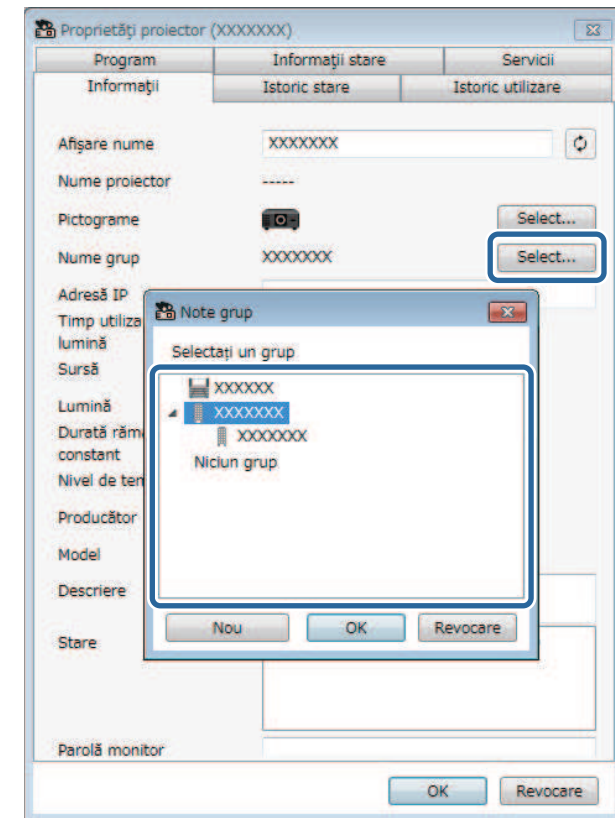 Proprietăți proiector (XXXXXXX)
Program Informații stare Servicii
Informații Istoric stare Istoric utilizare
Afișare nume XXXXXXX
Nume proiector -----
Pictograme Select...
Nume grup XXXXXXX Select...
Adresă IP
Timp utiliza
lumină
Sursă
Lumină
Durată răm
constant
Nivel de ten
Producător
Model
Descriere
Stare
Note grup
Selectați un grup
XXXXXX
XXXXXXX
XXXXXXX
Niciun grup
Nou OK Revocare
Parolă monitor
OK Revocare